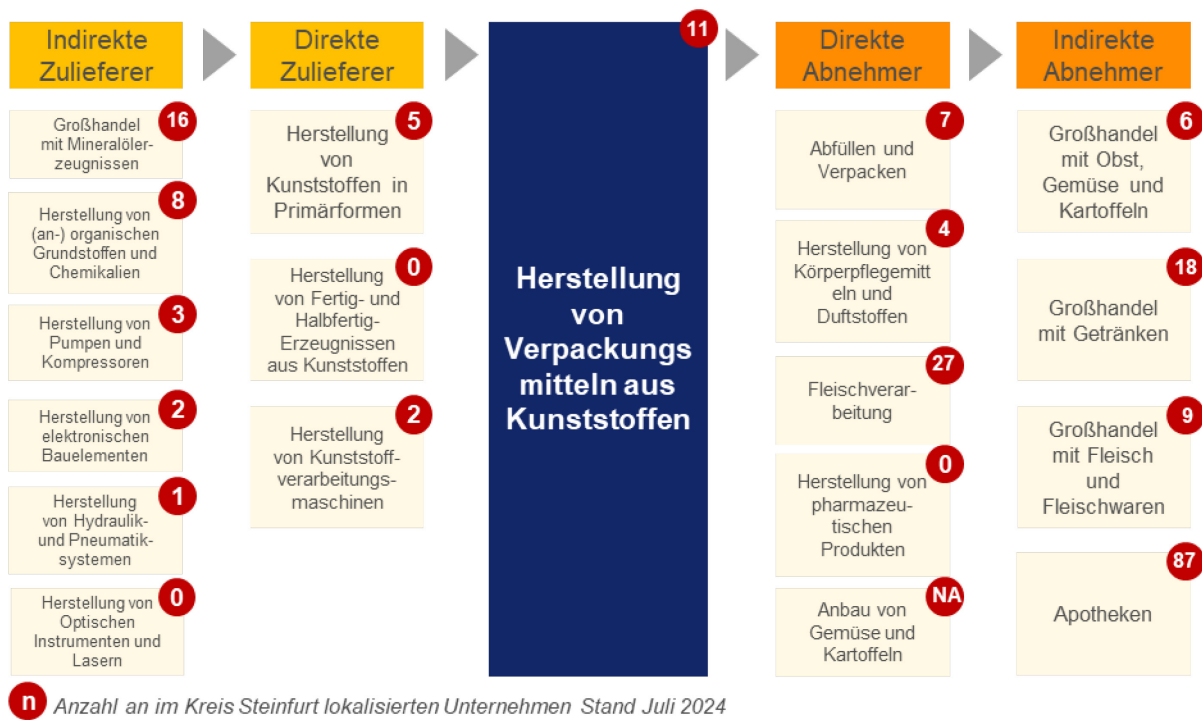 Indirekte
Zulieferer
16
Großhandel
mit Mineralöler-
zeugnissen
8
Herstellung von
(an-) organischen
Grundstoffen und
Chemikalien
3
Herstellung von
Pumpen und
Kompressoren
2
Herstellung von
elektronischen
Bauelementen
1
Herstellung
von Hydraulik-
und Pneumatik-
systemen
0
Herstellung von
Optischen
Instrumenten und
Lasern
Direkte
Zulieferer
5
Herstellung
von
Kunststoffen in
Primärformen
0
Herstellung
von Fertig- und
Halbfertig-
Erzeugnissen
aus Kunststoffen
2
Herstellung
von Kunststoff-
verarbeitungs-
maschinen
11
Herstellung
von
Verpackungs
mitteln aus
Kunststoffen
Direkte
Abnehmer
7
Abfüllen und
Verpacken
4
Herstellung von
Körperpflegemitt
eln und
Duftstoffen
27
Fleischverar-
beitung
0
Herstellung von
pharmazeu-
tischen
Produkten
NA
Anbau von
Gemüse und
Kartoffeln
Indirekte
Abnehmer
6
Großhandel
mit Obst,
Gemüse und
Kartoffeln
18
Großhandel
mit Getränken
9
Großhandel
mit Fleisch
und
Fleischwaren
87
Apotheken
n Anzahl an im Kreis Steinfurt lokalisierten Unternehmen Stand Juli 2024